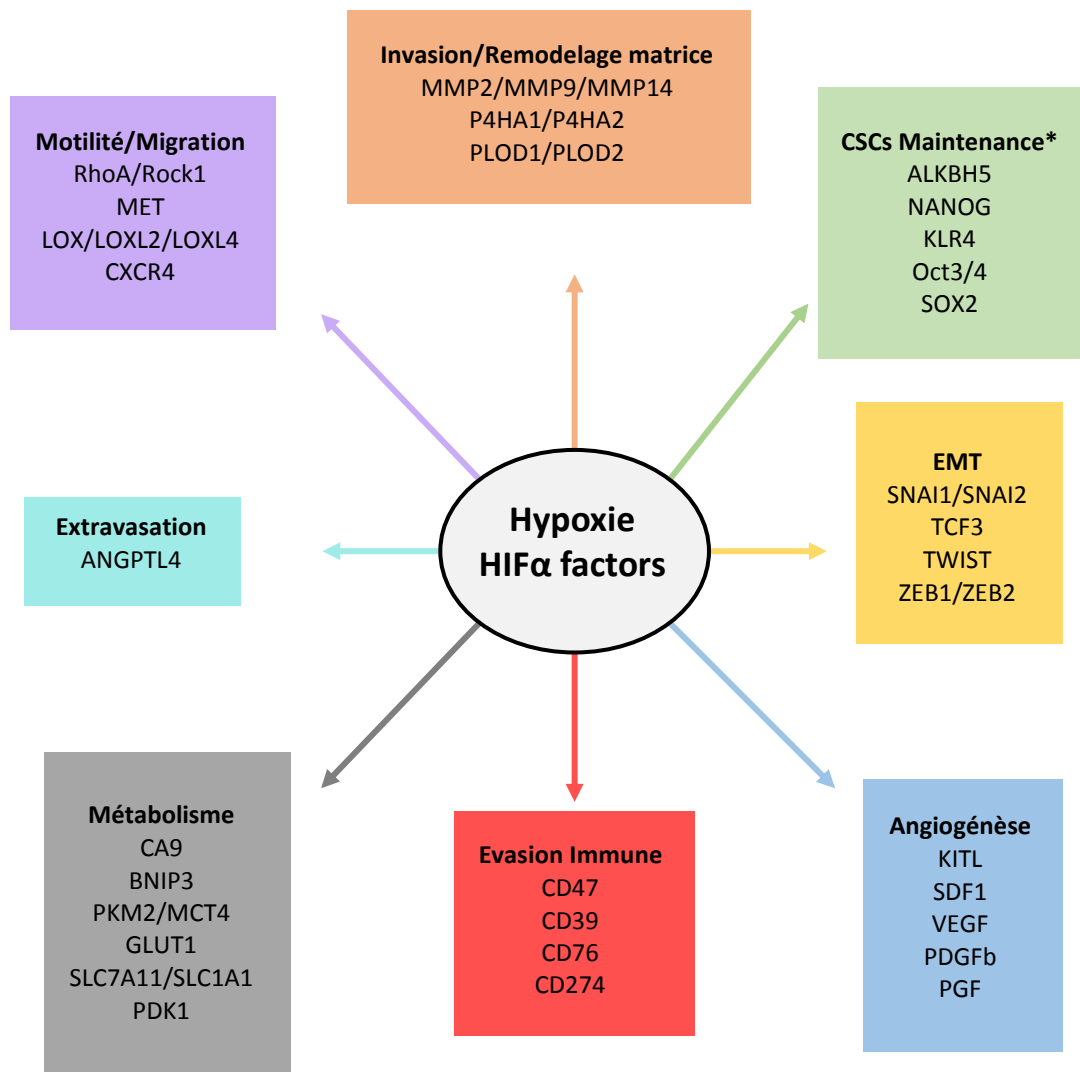 Invasion/Remodelage matrice
MMP2/MMP9/MMP14
P4HA1/P4HA2
PLOD1/PLOD2
Motilité/Migration
RhoA/Rock1
MET
LOX/LOXL2/LOXL4
CXCR4
CSCs Maintenance*
ALKBH5
NANOG
KLR4
Oct3/4
SOX2
Hypoxie
HIFα factors
EMT
SNAI1/SNAI2
TCF3
TWIST
ZEB1/ZEB2
Extravasation
ANGPTL4
Métabolisme
CA9
BNIP3
PKM2/MCT4
GLUT1
SLC7A11/SLC1A1
PDK1
Evasion Immune
CD47
CD39
CD76
CD274
Angiogénèse
KITL
SDF1
VEGF
PDGFb
PGF